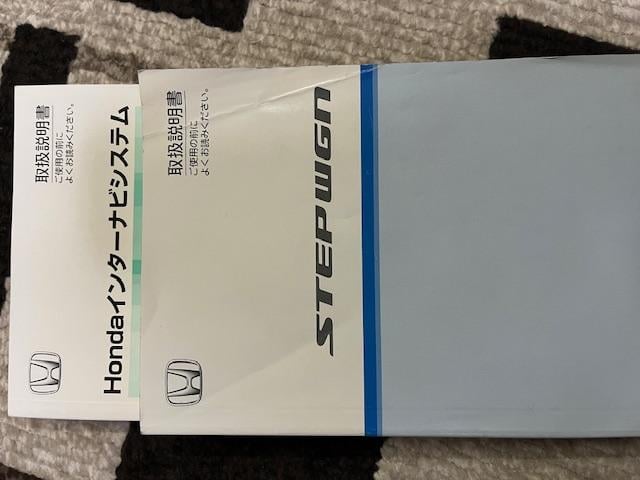 取扱説明書
ご使用の前に
よくお読みください。
Hondaインターナビシステム
取扱説明書
ご使用の前に
よくお読みください。
STEPWGN